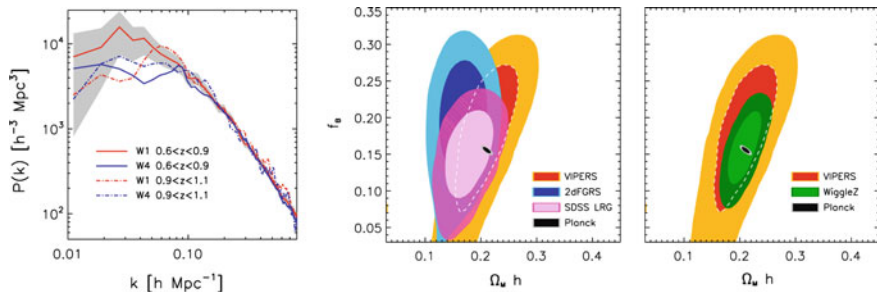 P(k) [h⁻³ Mpc³]
10⁴
10³
10²
W1 0.6<z<0.9
W4 0.6<z<0.9
W1 0.9<z<1.1
W4 0.9<z<1.1
0.01
0.10
k [h Mpc⁻¹]
f_B
0.35
0.30
0.25
0.20
0.15
0.10
0.05
VIPERS
2dFGRS
SDSS LRG
Planck
0.1
0.2
0.3
0.4
Ω_M h
VIPERS
WiggleZ
Planck
0.1
0.2
0.3
0.4
Ω_M h